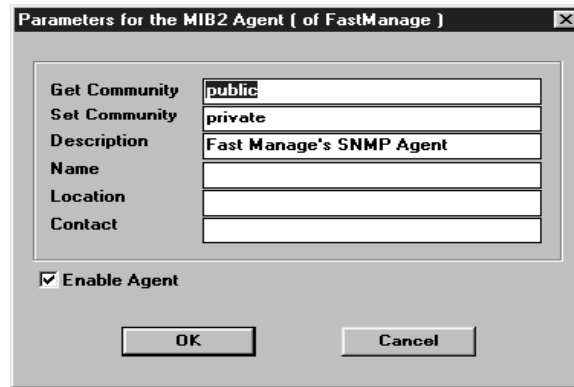 Parameters for the MIB2 Agent ( of FastManage )
Get Community public
Set Community private
Description Fast Manage's SNMP Agent
Name
Location
Contact
Enable Agent
OK Cancel